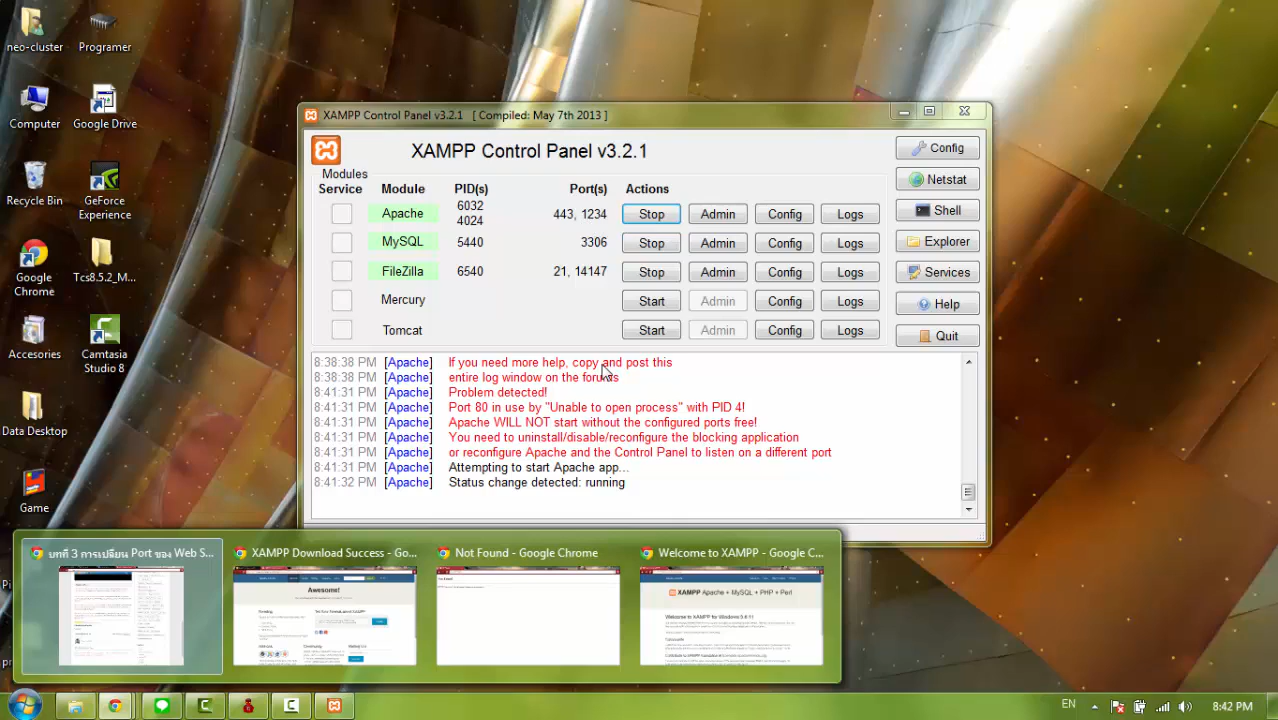 neo-cluster
Programer
Computer
Google Drive
Recycle Bin
GeForce
Experience
Google
Chrome
Tcs8.5.2_M...
Accesories
Camtasia
Studio 8
Data Desktop
Game
XAMPP Control Panel v3.2.1 [ Compiled: May 7th 2013 ]
XAMPP Control Panel v3.2.1
Modules
Service Module PID(s) Port(s) Actions
Apache 6032 4024 443, 1234 Stop Admin Config Logs
MySQL 5440 3306 Stop Admin Config Logs
FileZilla 6540 21, 14147 Stop Admin Config Logs
Mercury Start Admin Config Logs
Tomcat Start Admin Config Logs
Config
Netstat
Shell
Explorer
Services
Help
Quit
8:38:38 PM [Apache] If you need more help, copy and post this
8:38:38 PM [Apache] entire log window on the forums
8:41:31 PM [Apache] Problem detected!
8:41:31 PM [Apache] Port 80 in use by "Unable to open process" with PID 4!
8:41:31 PM [Apache] Apache WILL NOT start without the configured ports free!
8:41:31 PM [Apache] You need to uninstall/disable/reconfigure the blocking application
8:41:31 PM [Apache] or reconfigure Apache and the Control Panel to listen on a different port
8:41:31 PM [Apache] Attempting to start Apache app...
8:41:32 PM [Apache] Status change detected: running
บทที่ 3 การเปลี่ยน Port ของ Web S...
XAMPP Download Success - Go...
Not Found - Google Chrome
Welcome to XAMPP - Google C...
Awesome!
XAMPP Apache + MySQL + PHP + Perl
EN
8:42 PM